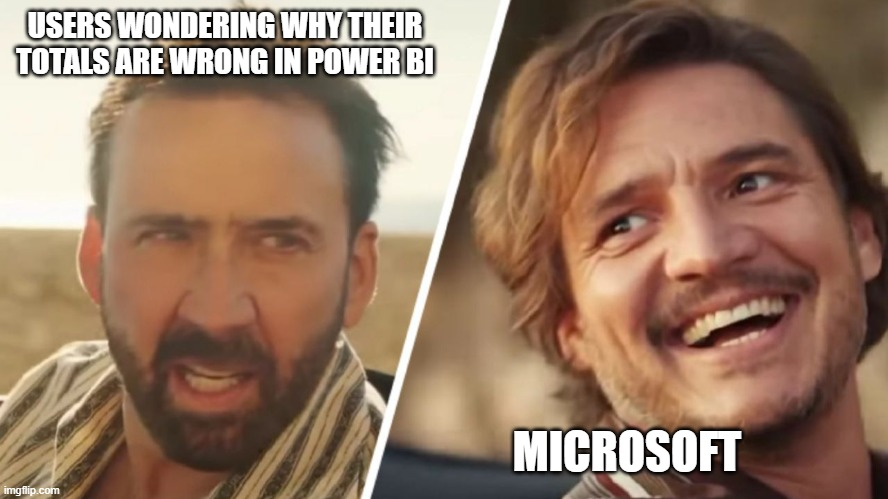 USERS WONDERING WHY THEIR
TOTALS ARE WRONG IN POWER BI
MICROSOFT
imgflip.com